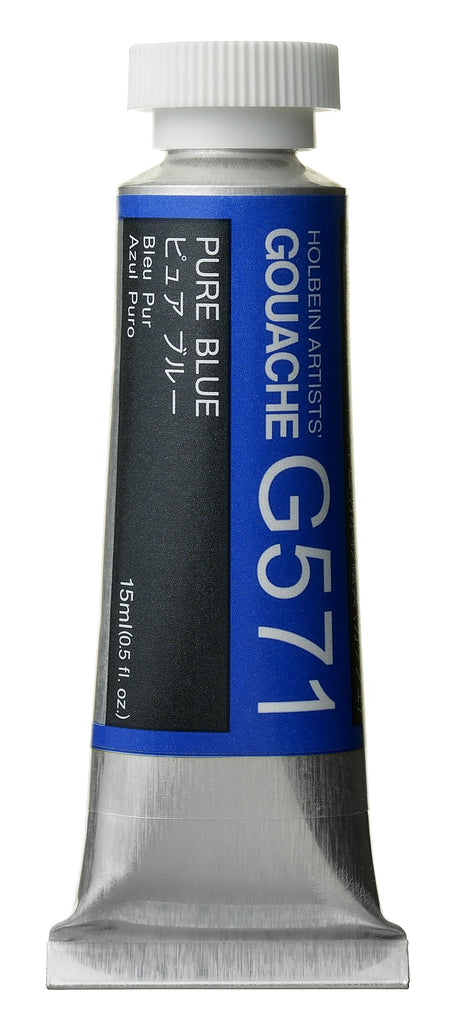 HOLBEIN ARTISTS'
GOUACHE G571
PURE BLUE
ピュア ブルー
Bleu Pur
Azul Puro
15ml(0.5 fl. oz.)